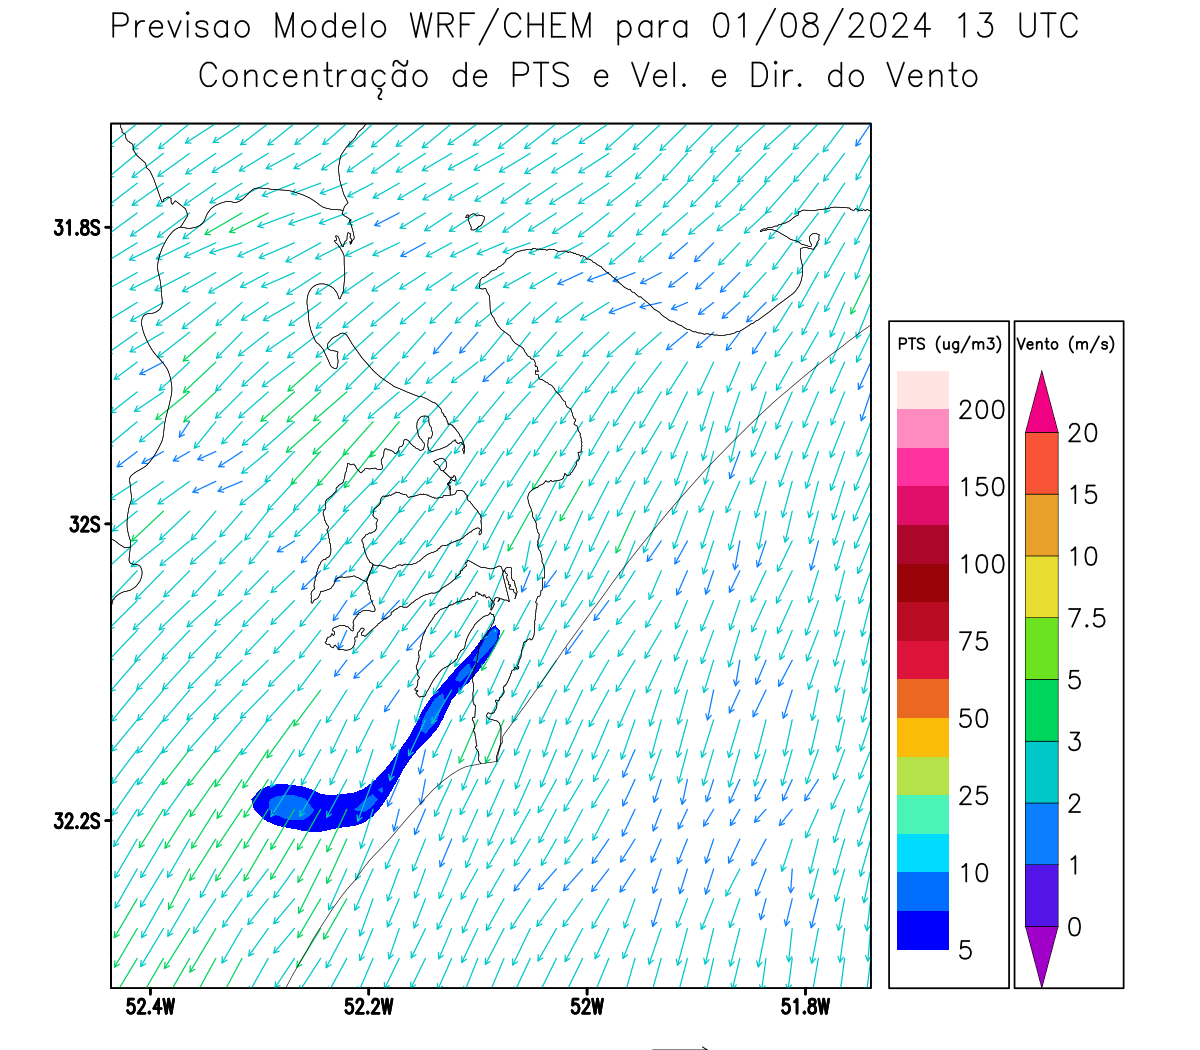 Previsao Modelo WRF/CHEM para 01/08/2024 13 UTC
Concentração de PTS e Vel. e Dir. do Vento
31.8S
32S
32.2S
52.4W 52.2W 52W 51.8W
PTS (ug/m3)
200
150
100
75
50
25
10
5
Vento (m/s)
20
15
10
7.5
5
3
2
1
0